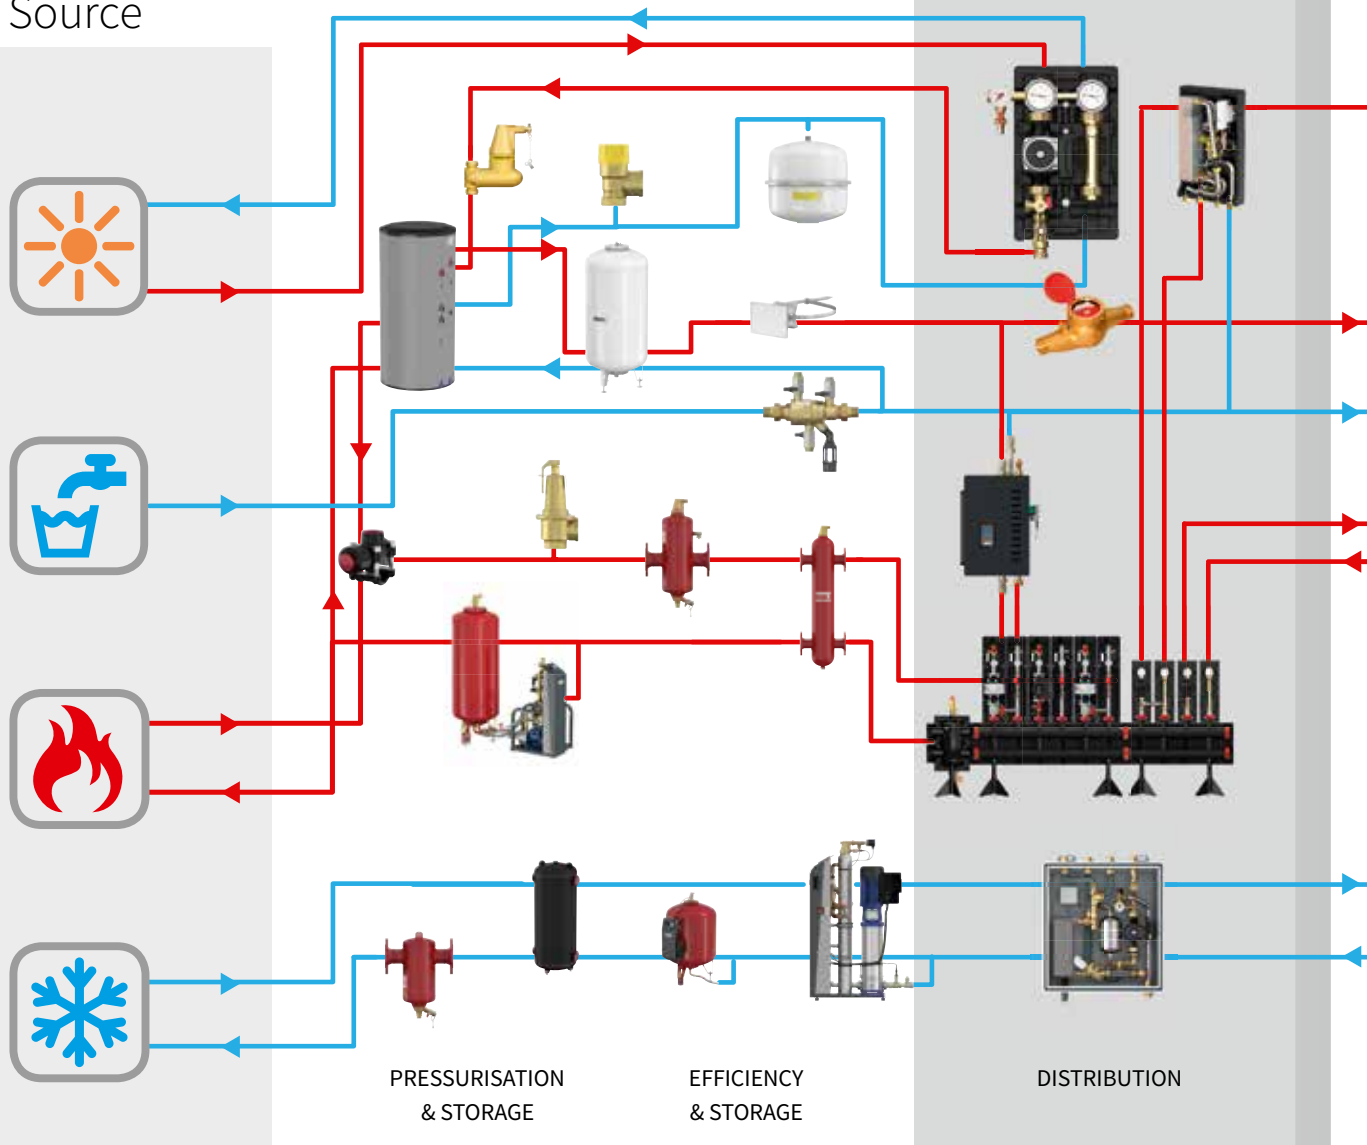 Source
PRESSURISATION
& STORAGE
EFFICIENCY
& STORAGE
DISTRIBUTION